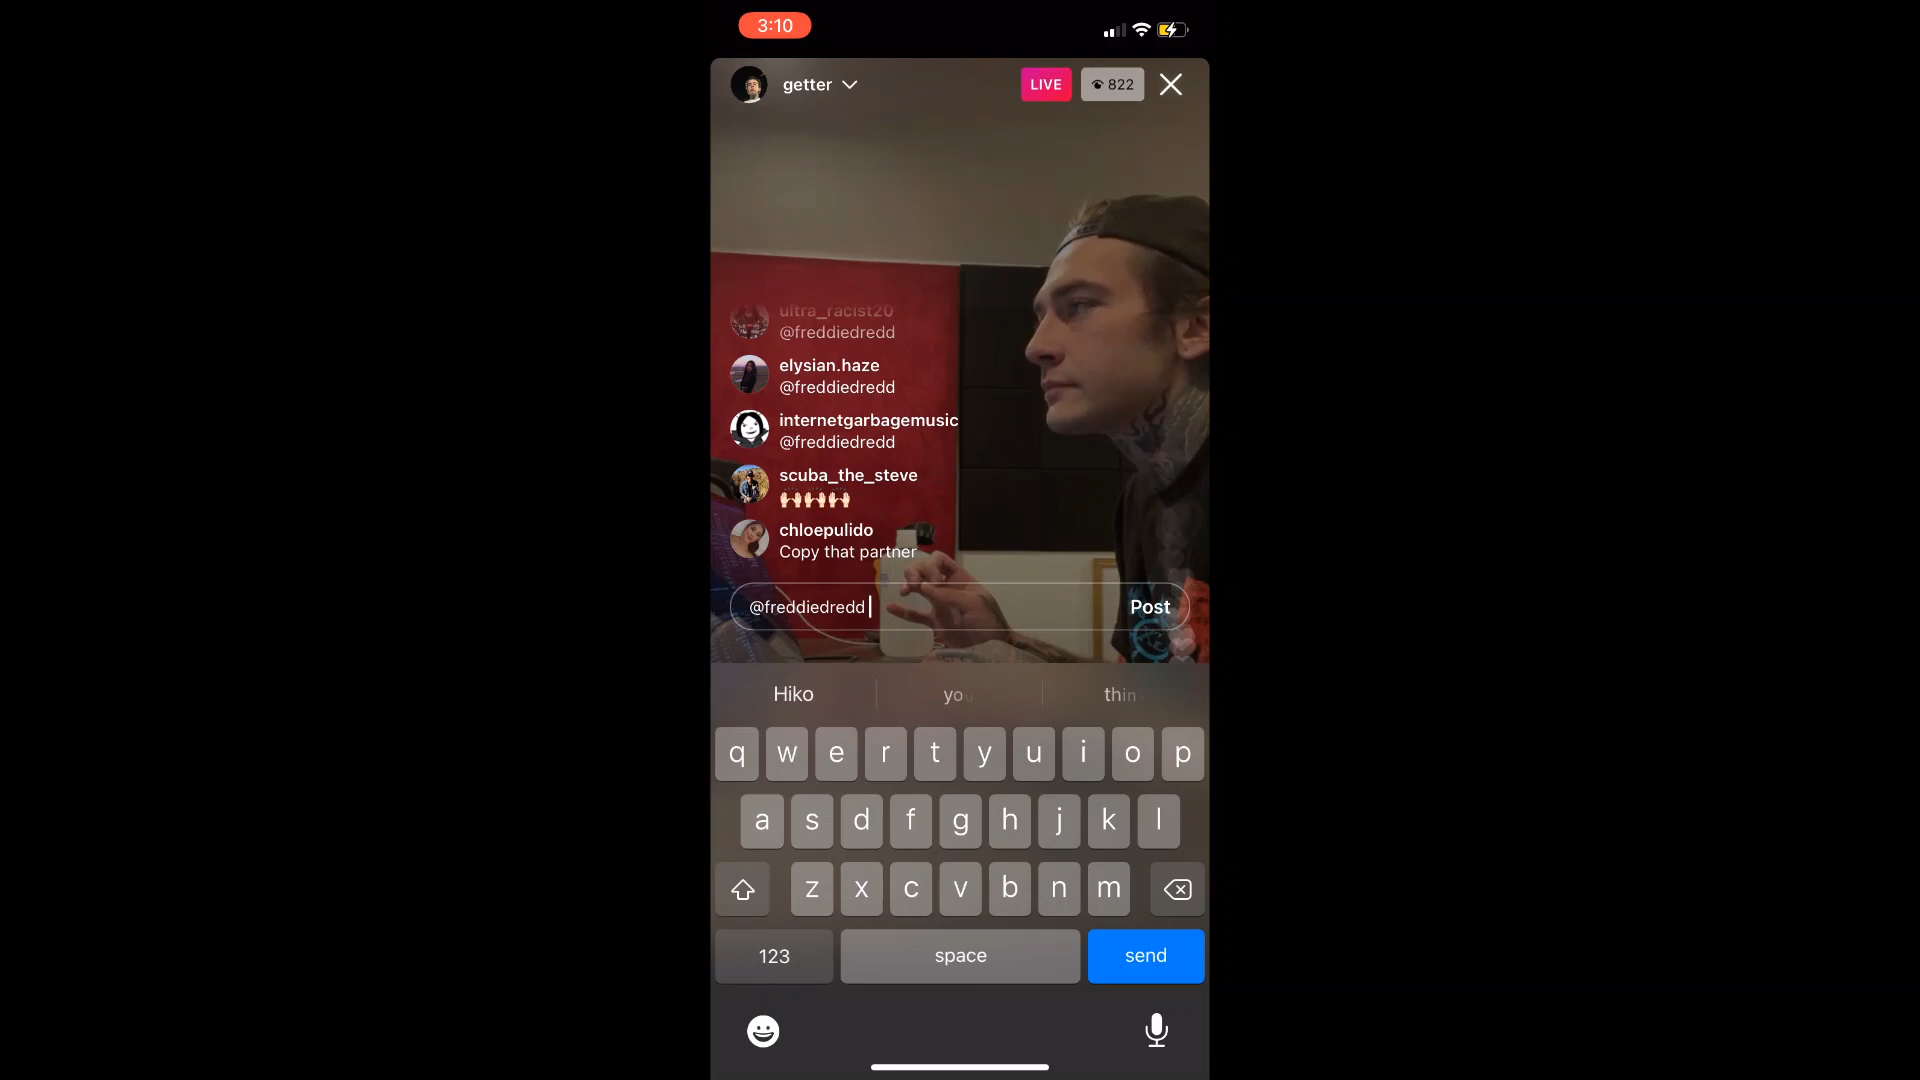 3:10
getter
LIVE
822
ultra_racist20
@freddiedredd
elysian.haze
@freddiedredd
internetgarbagemusic
@freddiedredd
scuba_the_steve
🙌🏻🙌🏻🙌🏻
chloepulido
Copy that partner
@freddiedredd
Post
Hiko
you
thin
q w e r t y u i o p
a s d f g h j k l
z x c v b n m
123
space
send